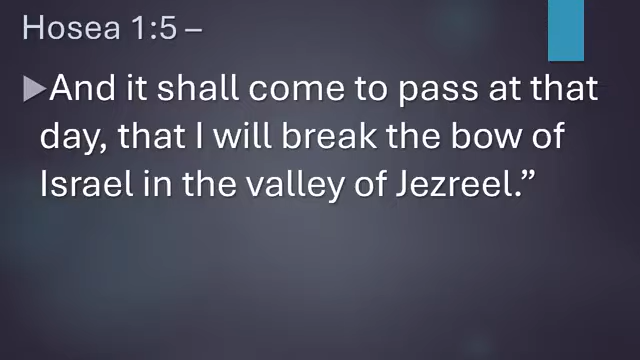 Hosea 1:5 –
And it shall come to pass at that
day, that I will break the bow of
Israel in the valley of Jezreel.”